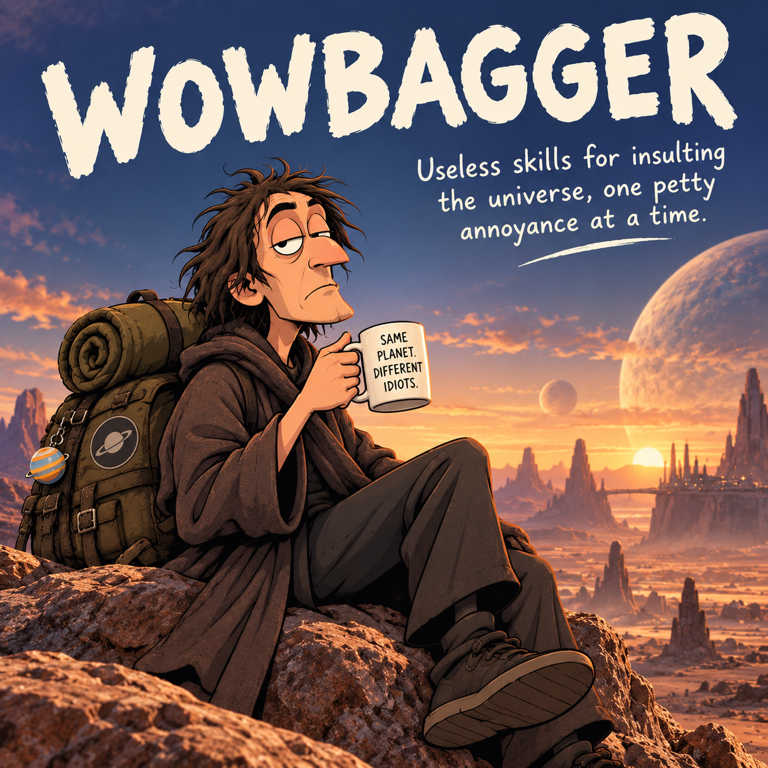 WOWBAGGER
Useless skills for insulting
the universe, one petty
annoyance at a time.
SAME
PLANET.
DIFFERENT
IDIOTS.